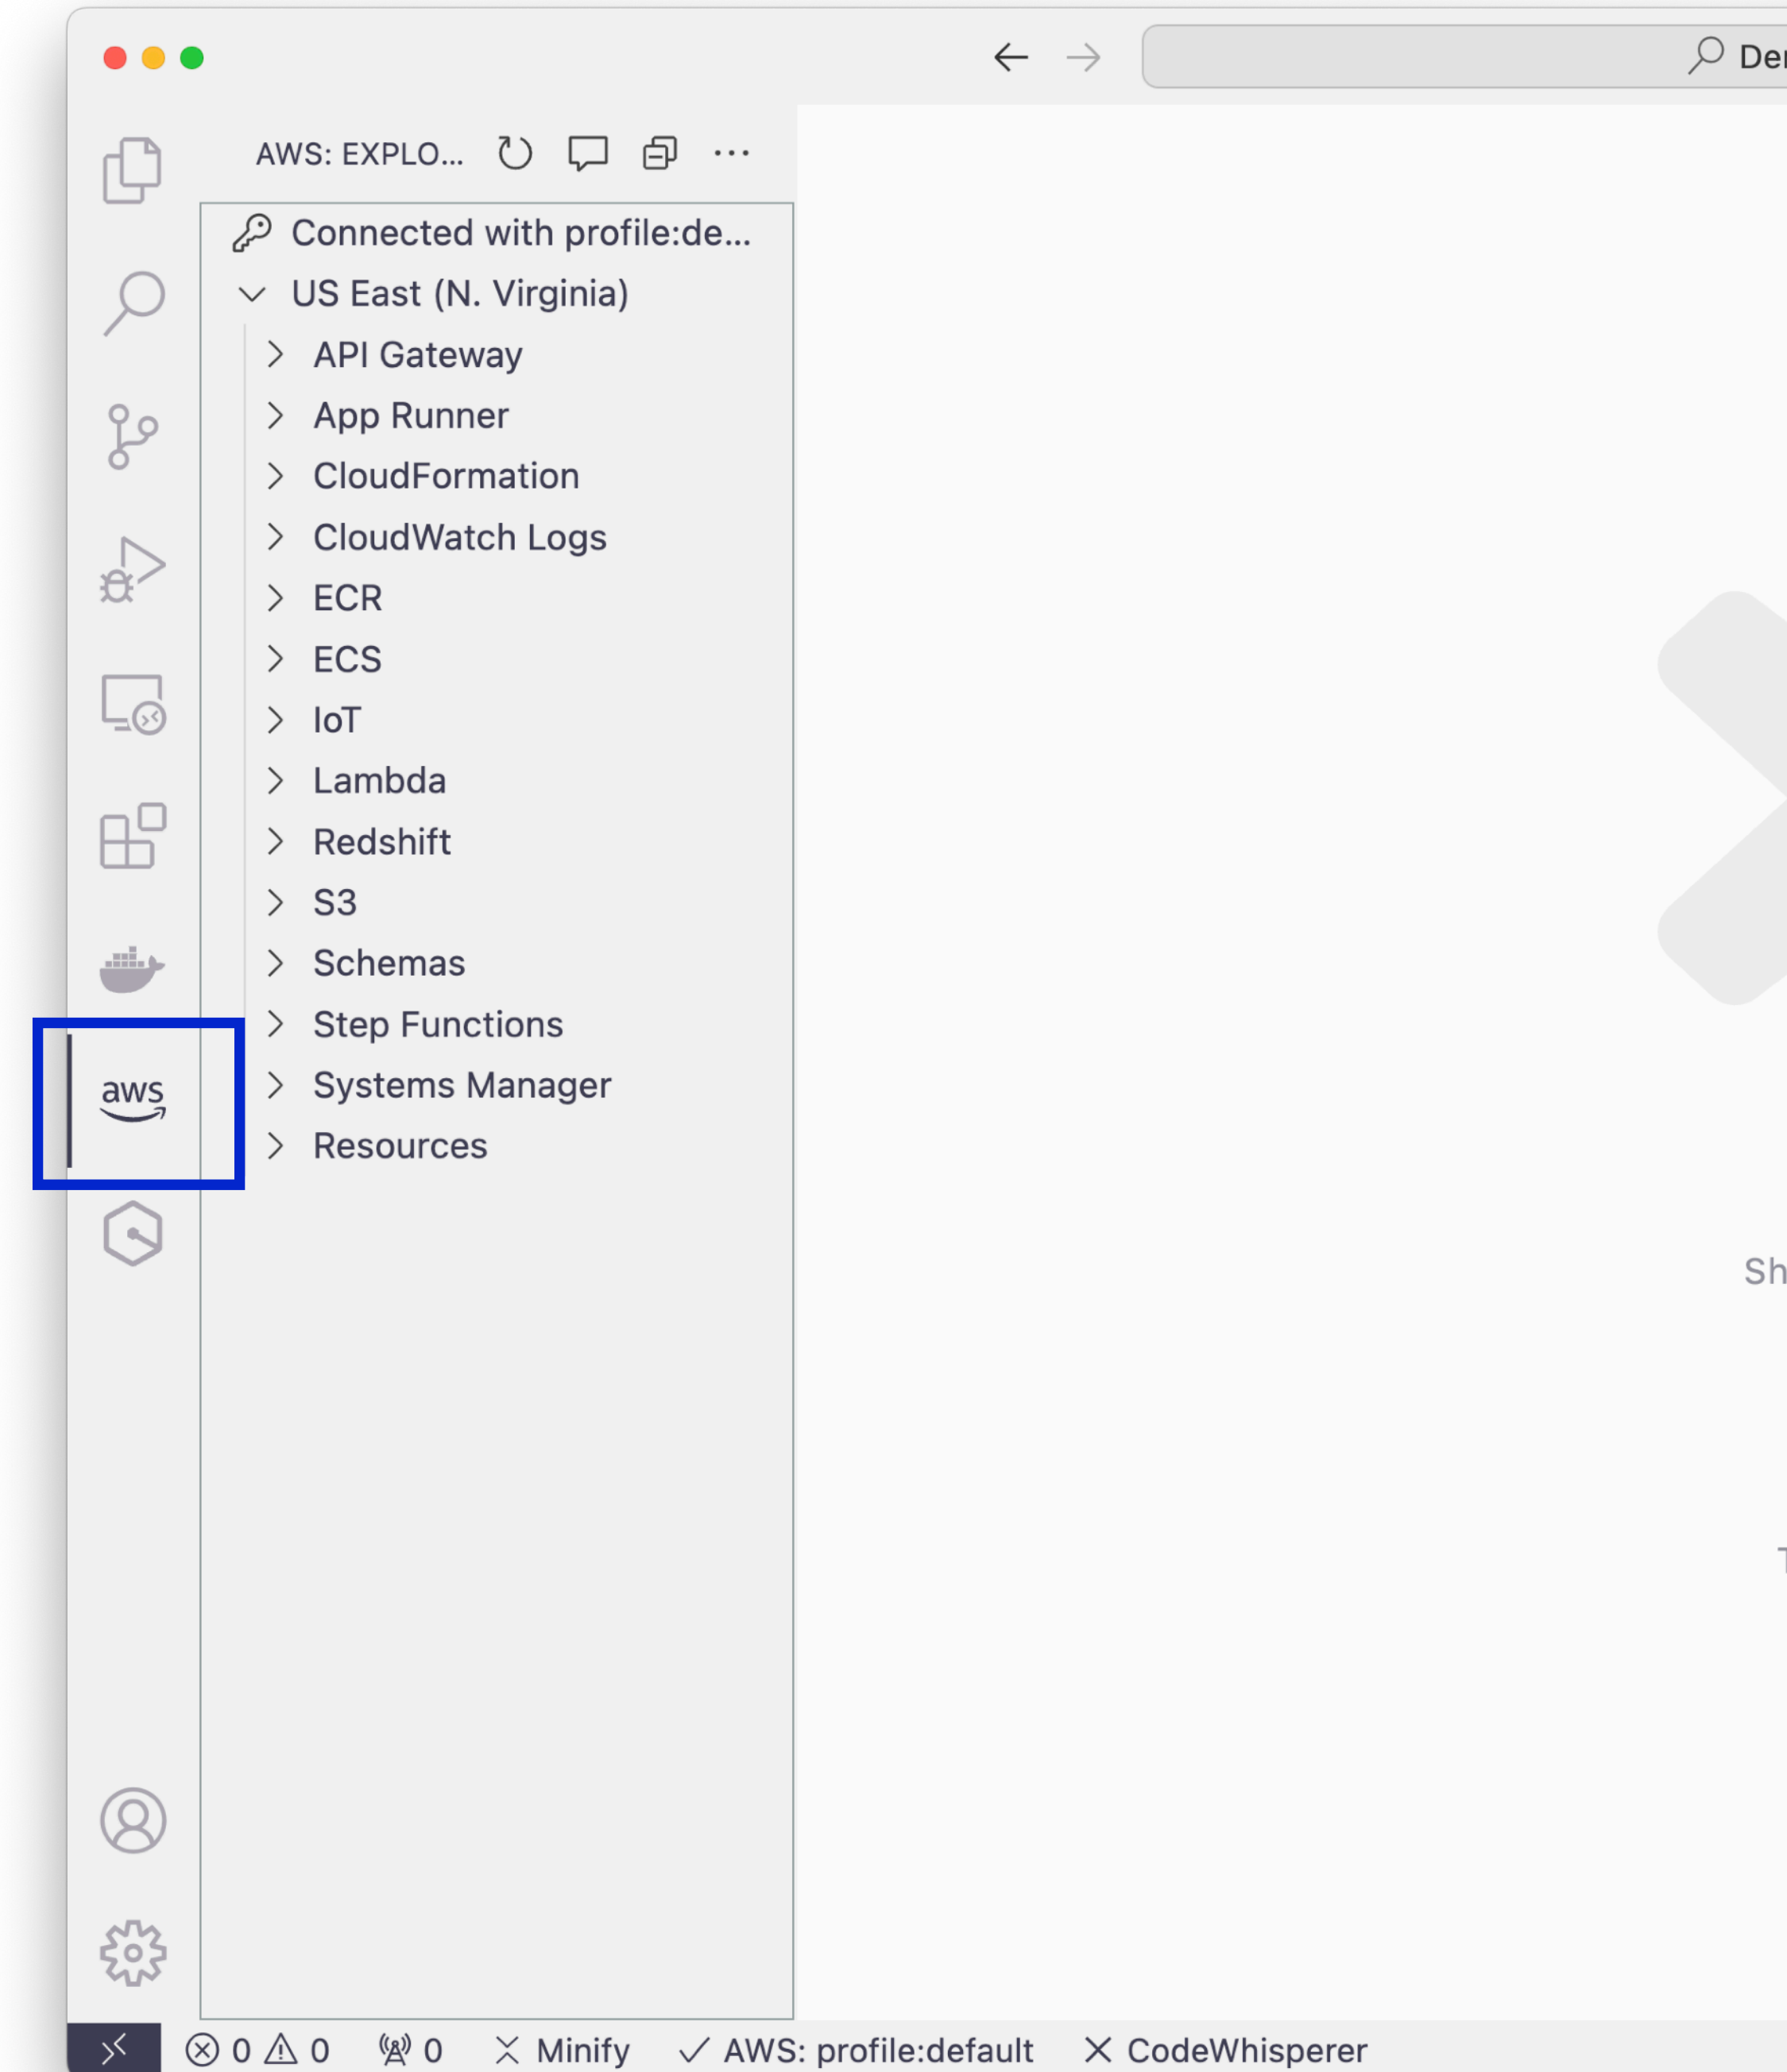 AWS: EXPLO...
Connected with profile:de...
US East (N. Virginia)
API Gateway
App Runner
CloudFormation
CloudWatch Logs
ECR
ECS
IoT
Lambda
Redshift
S3
Schemas
Step Functions
Systems Manager
Resources
aws
0 0 0 Minify AWS: profile:default CodeWhisperer